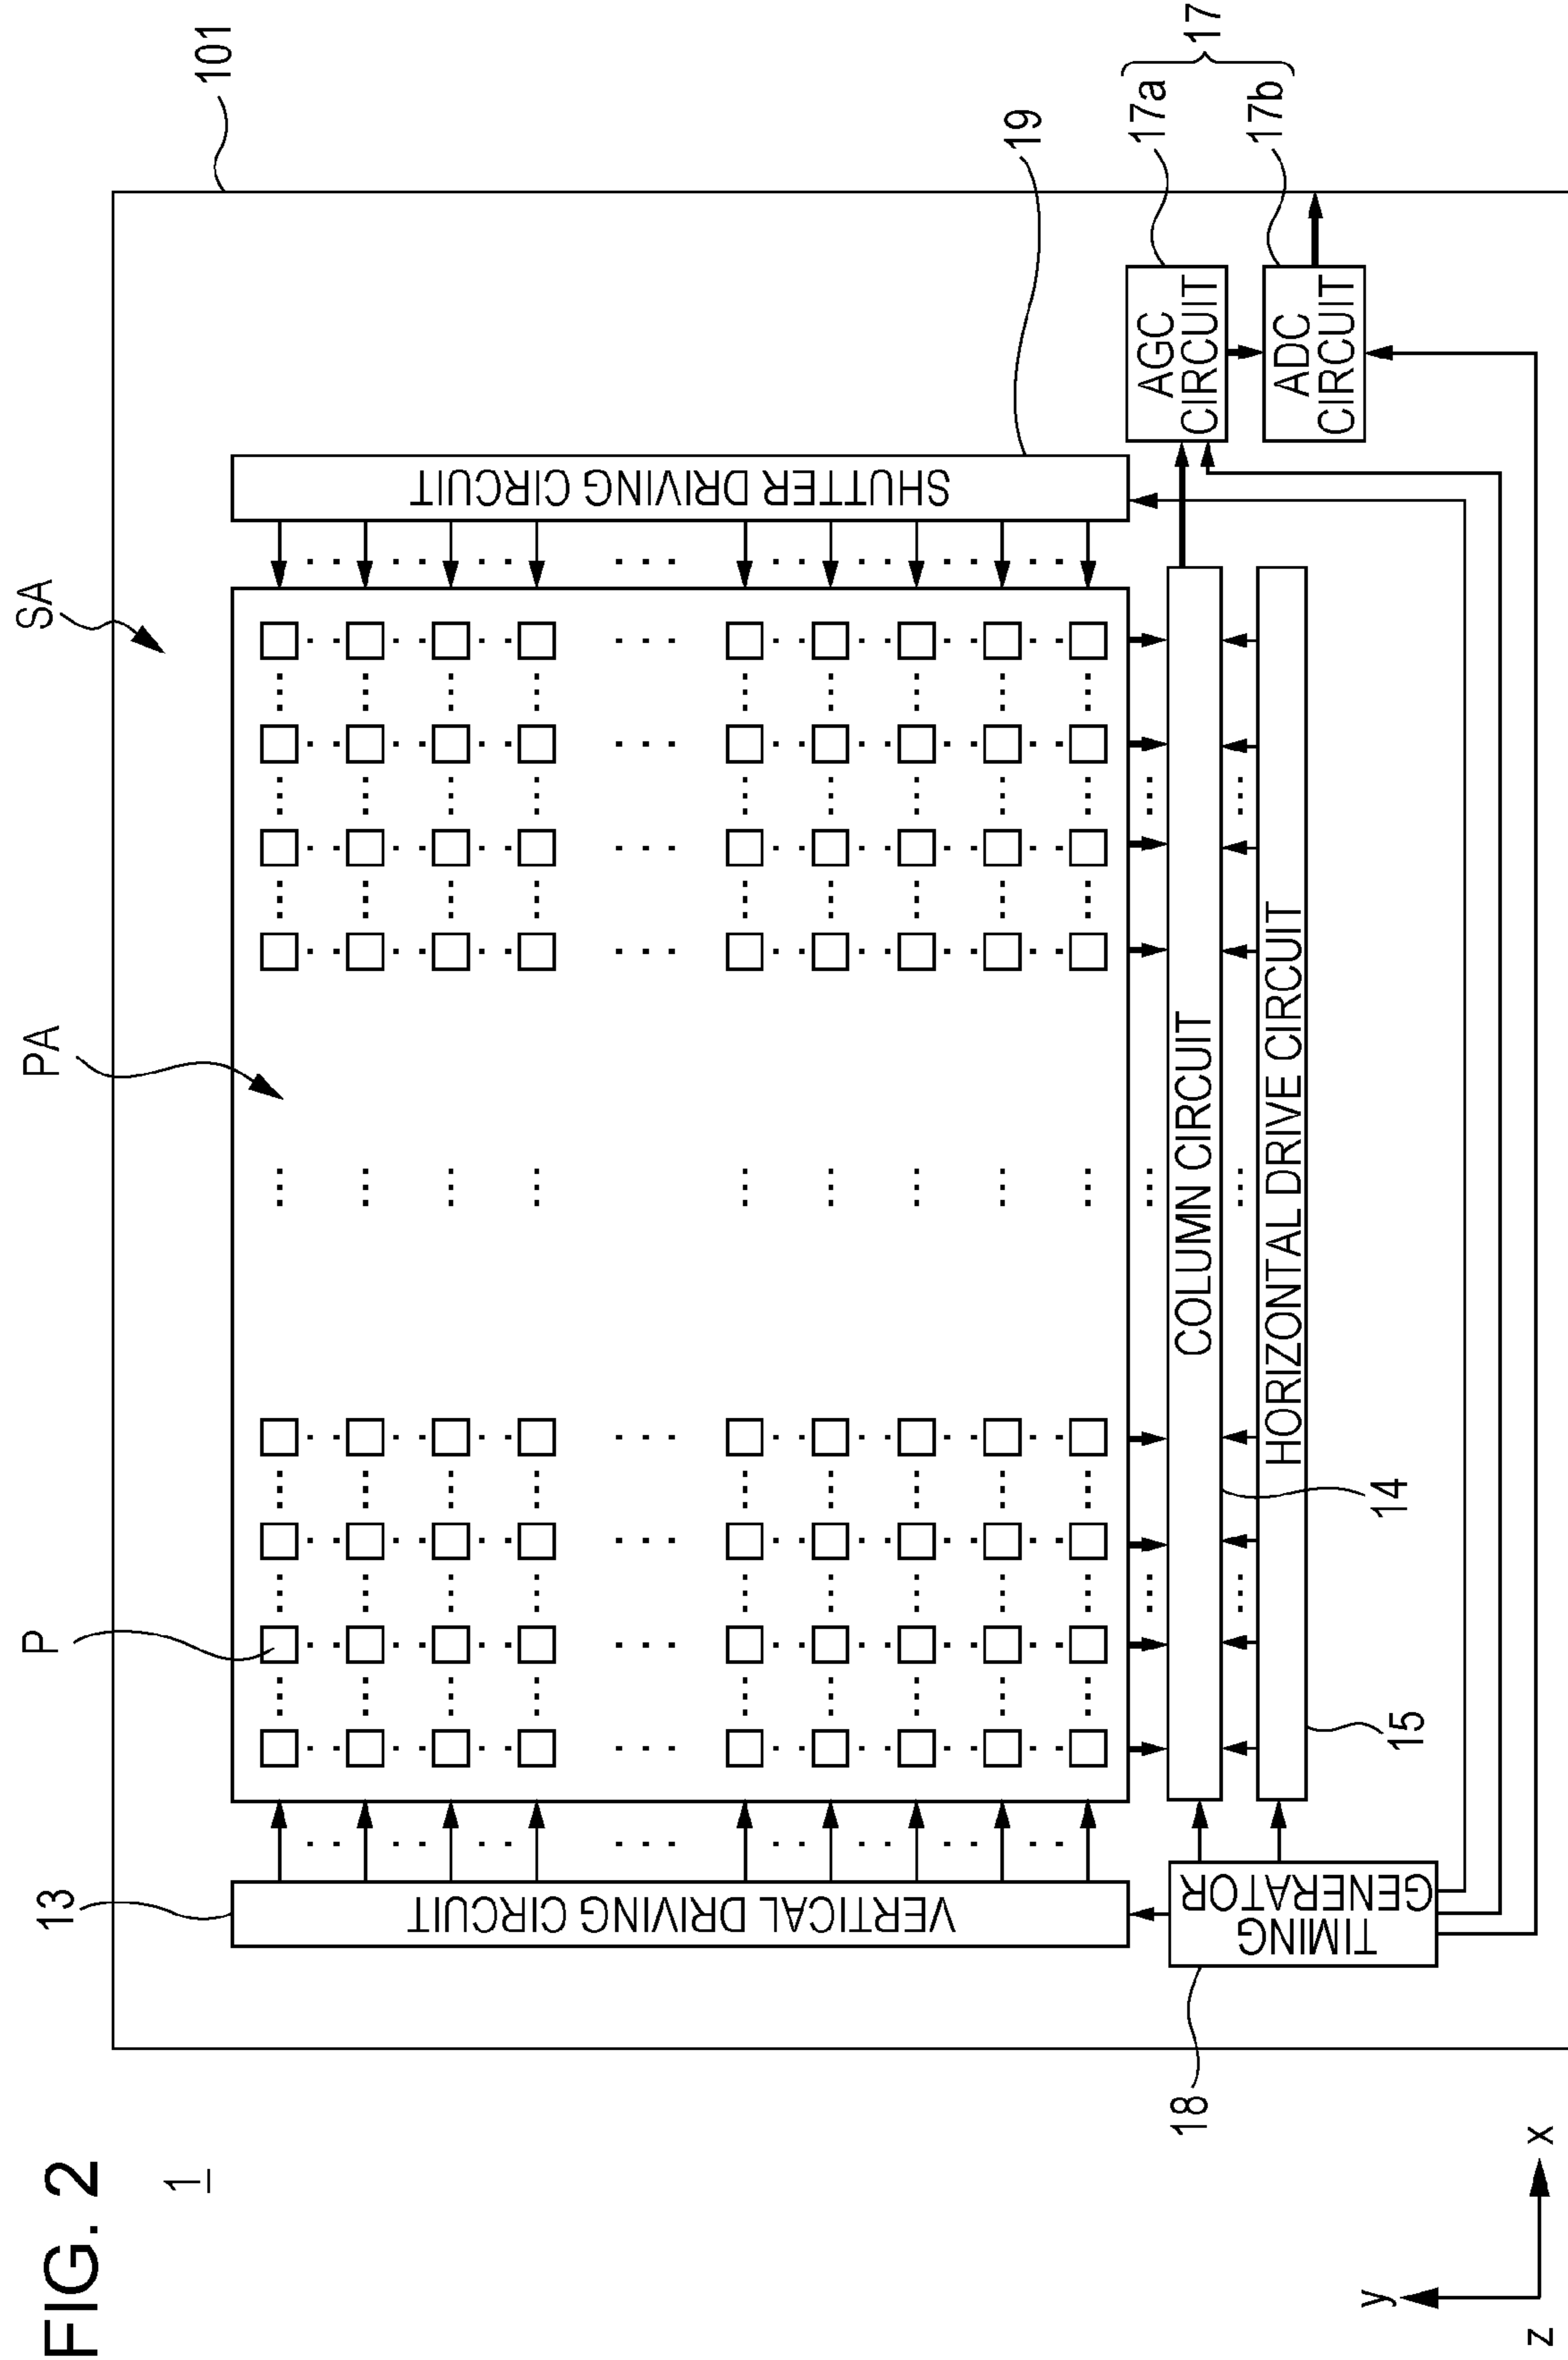 FIG. 2
1
SA
101
PA
P
13
VERTICAL DRIVING CIRCUIT
SHUTTER DRIVING CIRCUIT
19
18
TIMING
GENERATOR
COLUMN CIRCUIT
14
HORIZONTAL DRIVE CIRCUIT
15
AGC
CIRCUIT
17a
ADC
CIRCUIT
17b
17
y
z
x